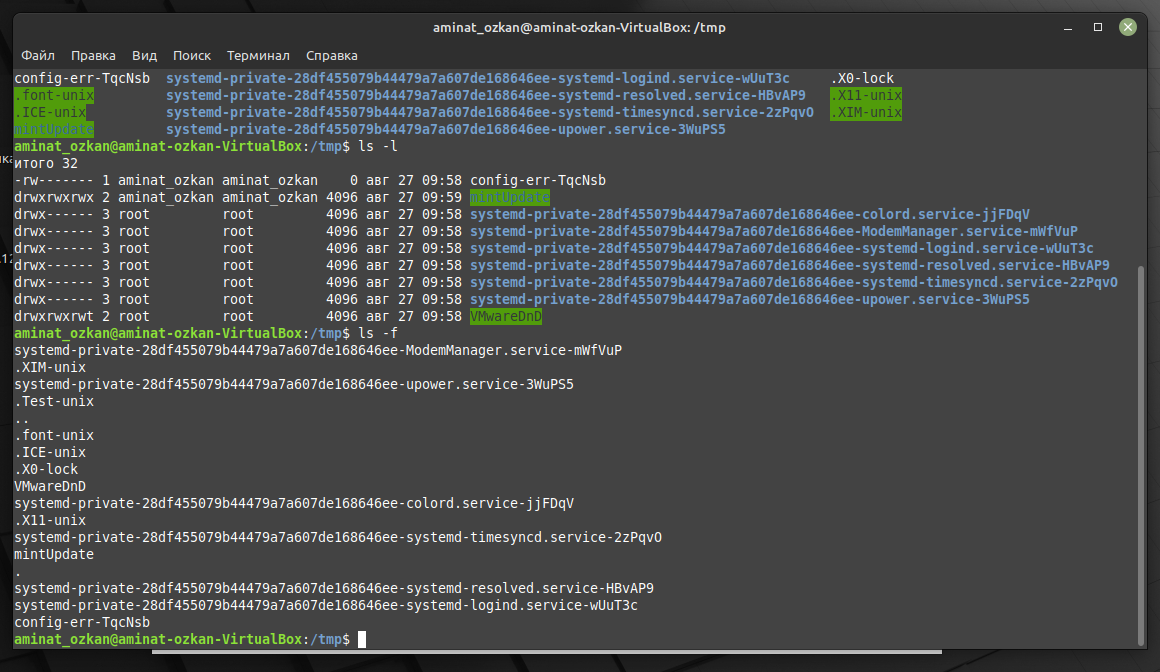 aminat_ozkan@aminat-ozkan-VirtualBox: /tmp
Файл Правка Вид Поиск Терминал Справка
config-err-TqcNsb systemd-private-28df455079b44479a7a607de168646ee-systemd-logind.service-wUuT3c .X0-lock
.font-unix systemd-private-28df455079b44479a7a607de168646ee-systemd-resolved.service-HBvAP9 .X11-unix
.ICE-unix systemd-private-28df455079b44479a7a607de168646ee-systemd-timesyncd.service-2zPqvO .XIM-unix
mintUpdate systemd-private-28df455079b44479a7a607de168646ee-upower.service-3WuPS5
aminat_ozkan@aminat-ozkan-VirtualBox:/tmp$ ls -l
итого 32
-rw------- 1 aminat_ozkan aminat_ozkan 0 авг 27 09:58 config-err-TqcNsb
drwxrwxrwx 2 aminat_ozkan aminat_ozkan 4096 авг 27 09:59 mintUpdate
drwx------ 3 root root 4096 авг 27 09:58 systemd-private-28df455079b44479a7a607de168646ee-colord.service-jjFDqV
drwx------ 3 root root 4096 авг 27 09:58 systemd-private-28df455079b44479a7a607de168646ee-ModemManager.service-mWfVuP
drwx------ 3 root root 4096 авг 27 09:58 systemd-private-28df455079b44479a7a607de168646ee-systemd-logind.service-wUuT3c
drwx------ 3 root root 4096 авг 27 09:58 systemd-private-28df455079b44479a7a607de168646ee-systemd-resolved.service-HBvAP9
drwx------ 3 root root 4096 авг 27 09:58 systemd-private-28df455079b44479a7a607de168646ee-systemd-timesyncd.service-2zPqvO
drwx------ 3 root root 4096 авг 27 09:58 systemd-private-28df455079b44479a7a607de168646ee-upower.service-3WuPS5
drwxrwxrwt 2 root root 4096 авг 27 09:58 VMwareDnD
aminat_ozkan@aminat-ozkan-VirtualBox:/tmp$ ls -f
systemd-private-28df455079b44479a7a607de168646ee-ModemManager.service-mWfVuP
.XIM-unix
systemd-private-28df455079b44479a7a607de168646ee-upower.service-3WuPS5
.Test-unix
..
.font-unix
.ICE-unix
.X0-lock
VMwareDnD
systemd-private-28df455079b44479a7a607de168646ee-colord.service-jjFDqV
.X11-unix
systemd-private-28df455079b44479a7a607de168646ee-systemd-timesyncd.service-2zPqvO
mintUpdate
.
systemd-private-28df455079b44479a7a607de168646ee-systemd-resolved.service-HBvAP9
systemd-private-28df455079b44479a7a607de168646ee-systemd-logind.service-wUuT3c
config-err-TqcNsb
aminat_ozkan@aminat-ozkan-VirtualBox:/tmp$